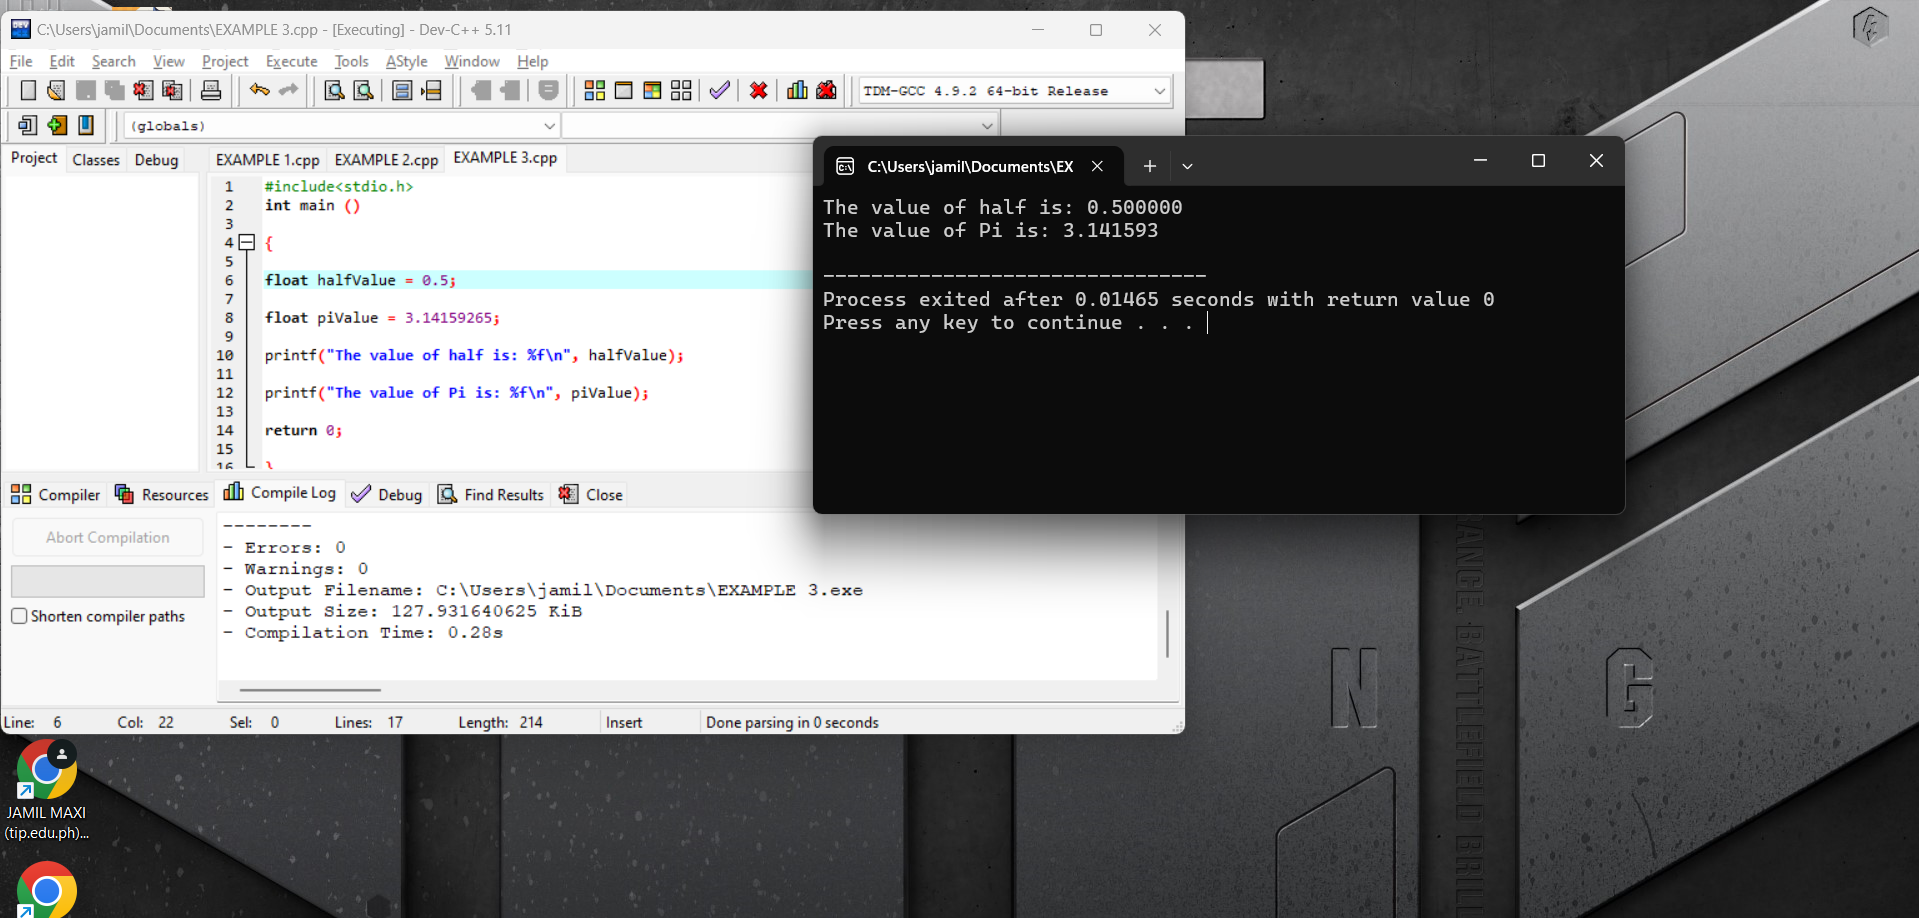 C:\Users\jamil\Documents\EXAMPLE 3.cpp - [Executing] - Dev-C++ 5.11
File Edit Search View Project Execute Tools AStyle Window Help
TDM-GCC 4.9.2 64-bit Release
(globals)
Project Classes Debug
EXAMPLE 1.cpp EXAMPLE 2.cpp EXAMPLE 3.cpp
1 #include<stdio.h>
2 int main ()
3
4 {
5
6 float halfValue = 0.5;
7
8 float piValue = 3.14159265;
9
10 printf("The value of half is: %f\n", halfValue);
11
12 printf("The value of Pi is: %f\n", piValue);
13
14 return 0;
15
16 }
C:\Users\jamil\Documents\EX
The value of half is: 0.500000
The value of Pi is: 3.141593
--------------------------------
Process exited after 0.01465 seconds with return value 0
Press any key to continue . . .
Compiler Resources Compile Log Debug Find Results Close
Abort Compilation
Shorten compiler paths
--------
- Errors: 0
- Warnings: 0
- Output Filename: C:\Users\jamil\Documents\EXAMPLE 3.exe
- Output Size: 127.931640625 KiB
- Compilation Time: 0.28s
Line: 6 Col: 22 Sel: 0 Lines: 17 Length: 214 Insert Done parsing in 0 seconds
JAMIL MAXI
(tip.edu.ph)...
N G